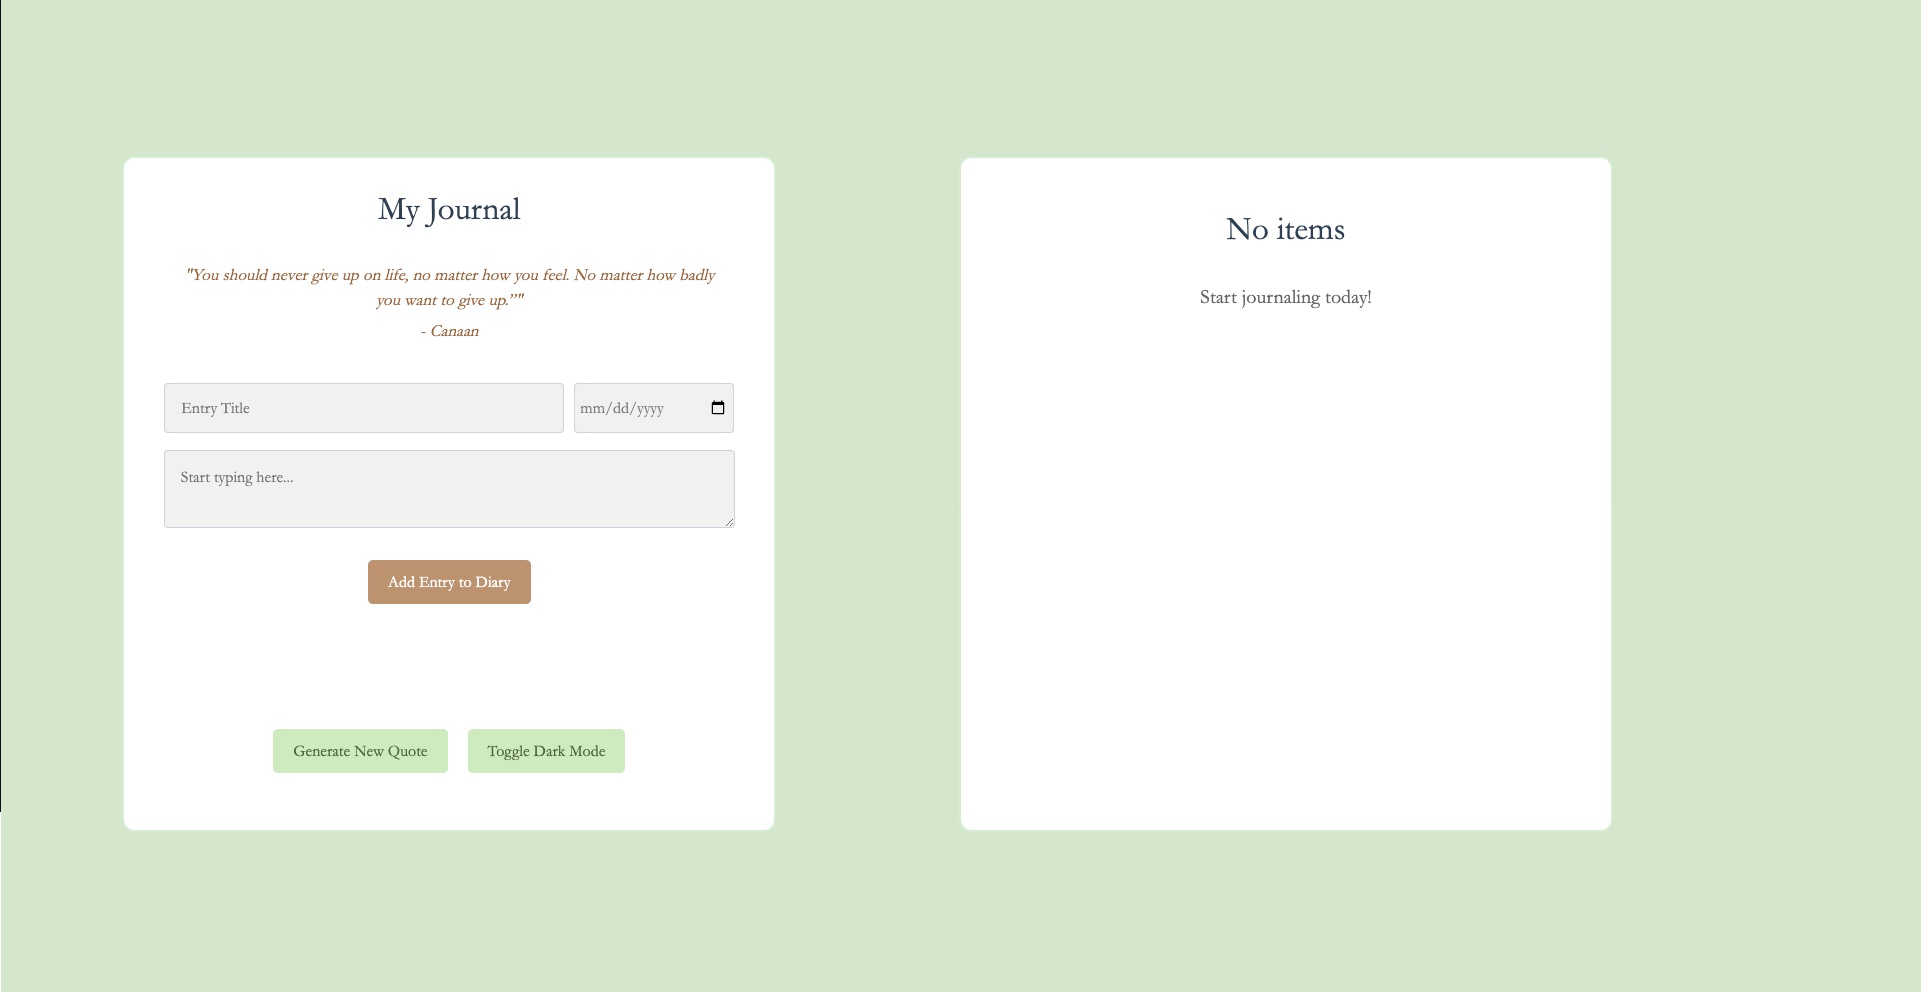 My Journal
"You should never give up on life, no matter how you feel. No matter how badly
you want to give up.”"
- Canaan
Entry Title
mm/dd/yyyy
Start typing here...
Add Entry to Diary
Generate New Quote
Toggle Dark Mode
No items
Start journaling today!